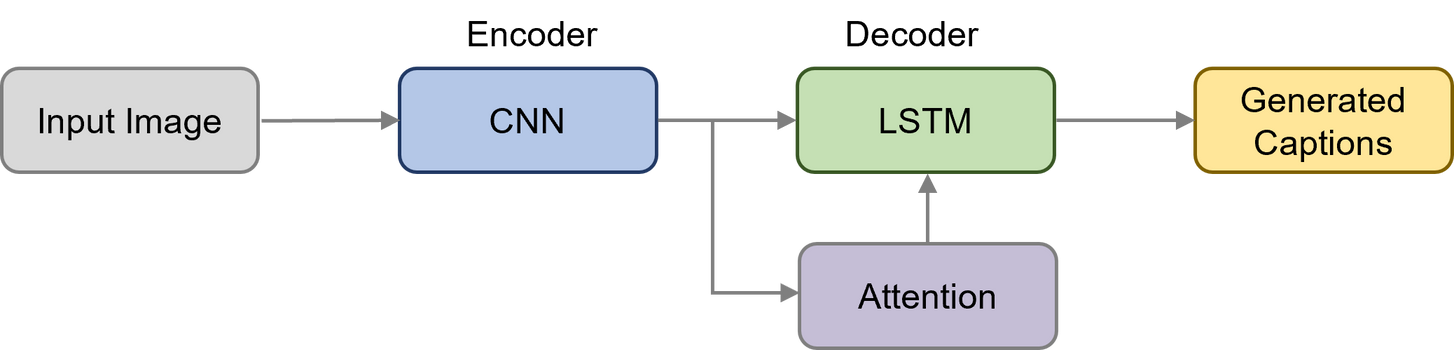 Encoder
Decoder
Input Image
CNN
LSTM
Generated
Captions
Attention